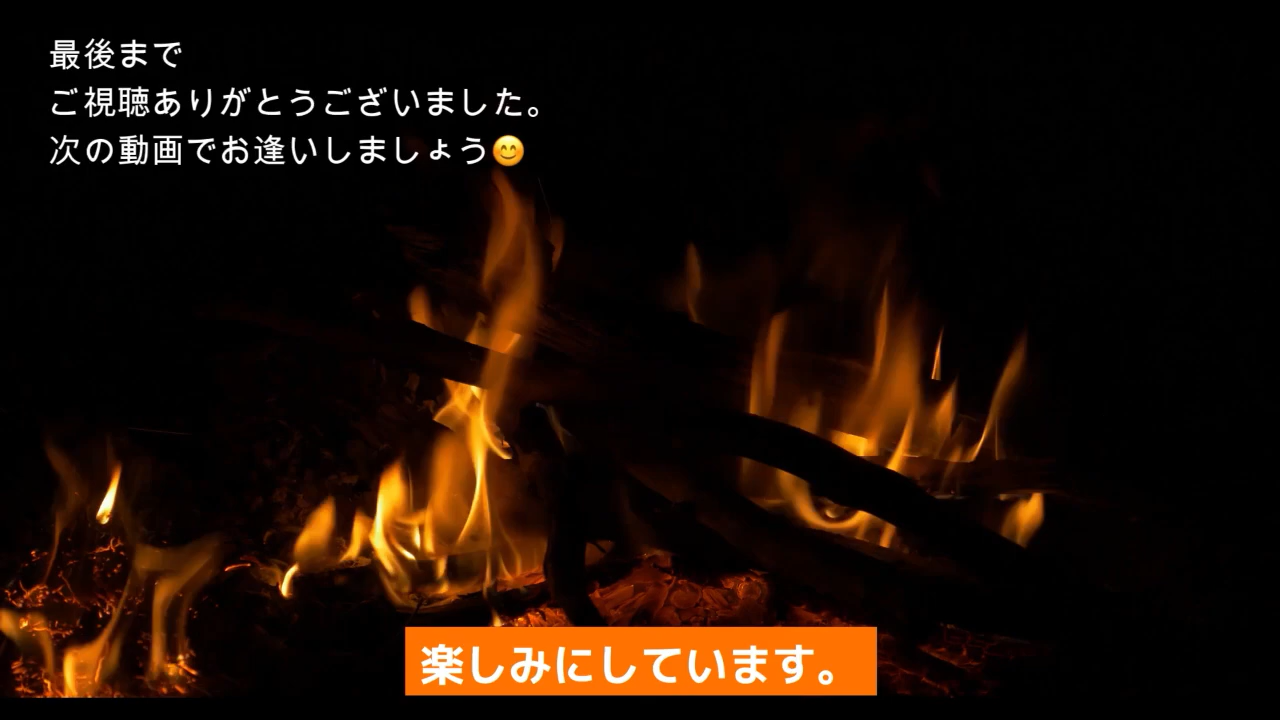 最後まで
ご視聴ありがとうございました。
次の動画でお逢いしましょう😊
楽しみにしています。